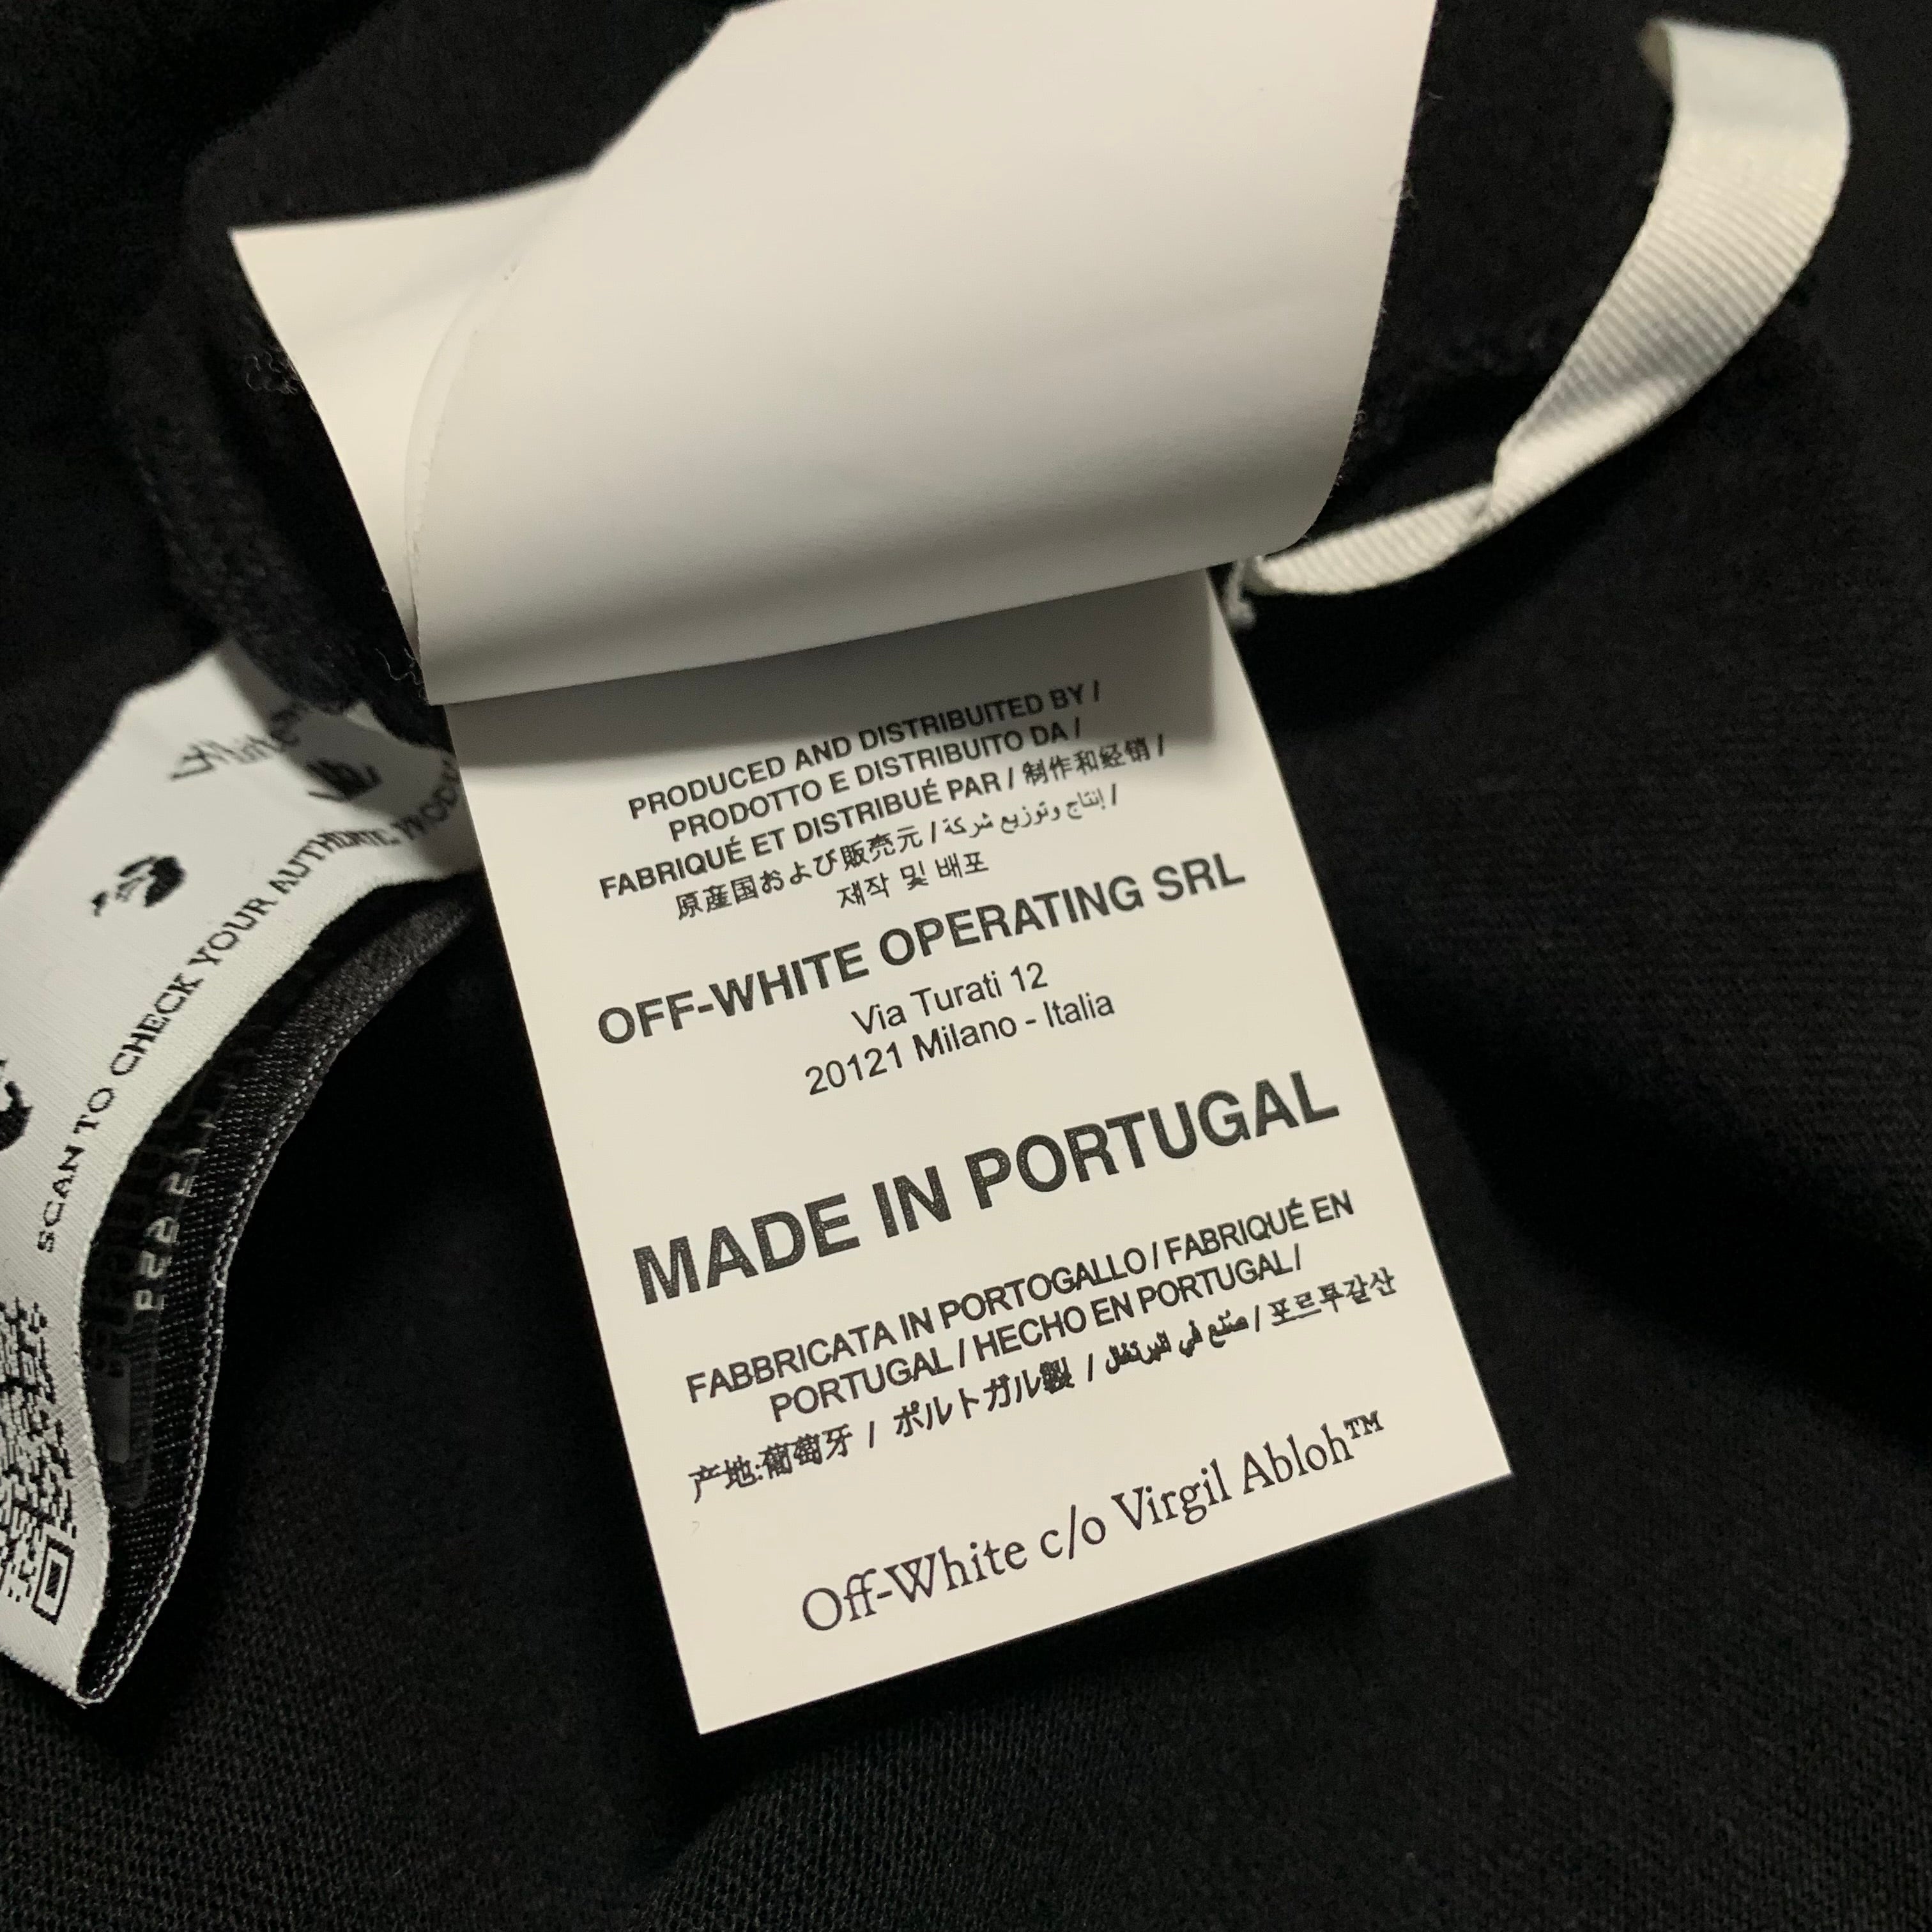 PRODUCED AND DISTRIBUITED BY /
PRODOTTO E DISTRIBUITO DA /
FABRIQUÉ ET DISTRIBUÉ PAR / 制作和经销 /
原産国および販売元 / إنتاج وتوزيع شركة /
재작 및 배포
OFF-WHITE OPERATING SRL
Via Turati 12
20121 Milano - Italia
MADE IN PORTUGAL
FABBRICATA IN PORTOGALLO / FABRIQUÉ EN
PORTUGAL / HECHO EN PORTUGAL /
产地:葡萄牙 / ポルトガル製 / صنع في البرتغال / 포르투갈산
Off-White c/o Virgil Abloh™
SCAN TO CHECK YOUR AUTHENTIC